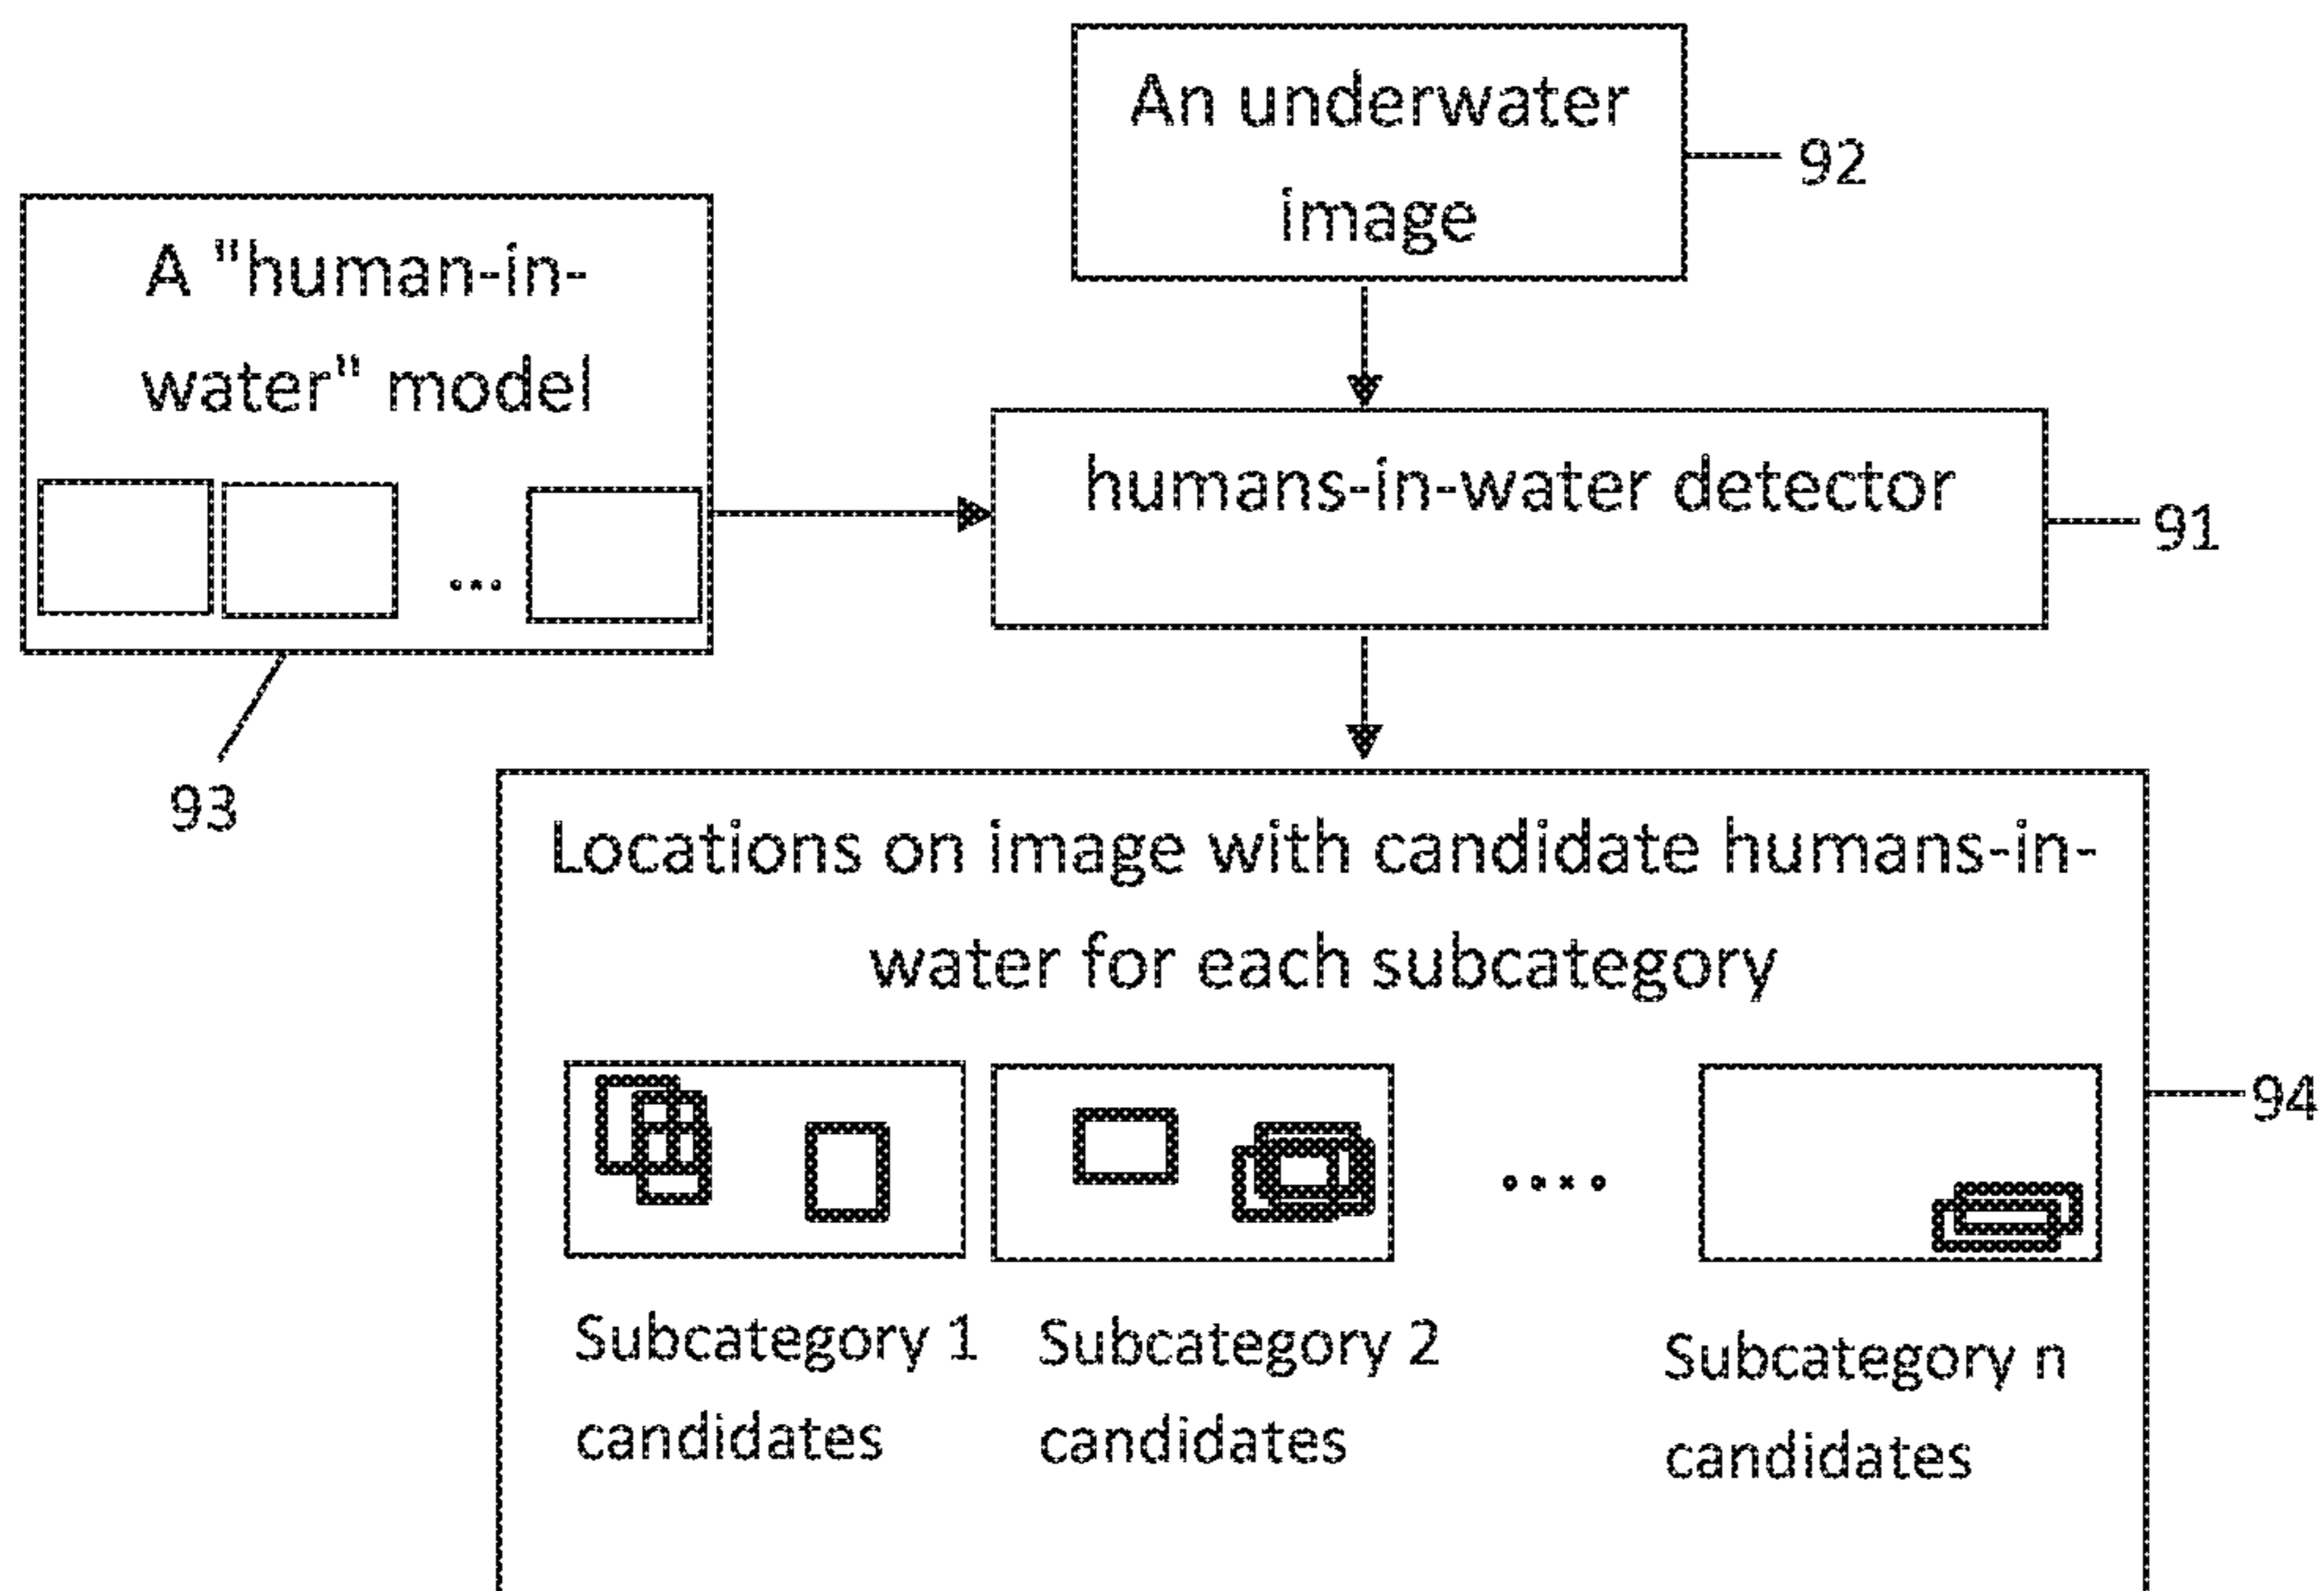 An underwater
image
92
A "human-in-
water" model
...
93
humans-in-water detector
91
Locations on image with candidate humans-in-
water for each subcategory
....
94
Subcategory 1
candidates
Subcategory 2
candidates
Subcategory n
candidates